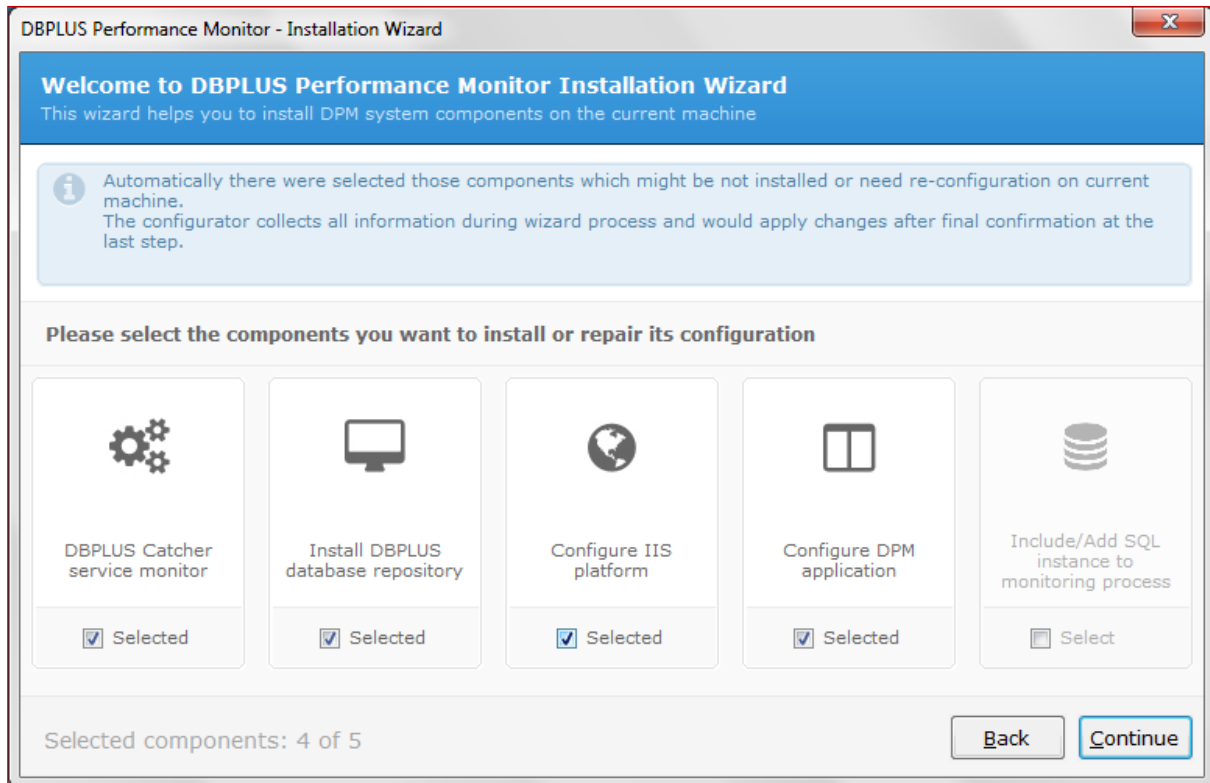 DBPLUS Performance Monitor - Installation Wizard
Welcome to DBPLUS Performance Monitor Installation Wizard
This wizard helps you to install DPM system components on the current machine
Automatically there were selected those components which might be not installed or need re-configuration on current
machine.
The configurator collects all information during wizard process and would apply changes after final confirmation at the
last step.
Please select the components you want to install or repair its configuration
DBPLUS Catcher
service monitor
Selected
Install DBPLUS
database repository
Selected
Configure IIS
platform
Selected
Configure DPM
application
Selected
Include/Add SQL
instance to
monitoring process
Select
Selected components: 4 of 5
Back
Continue